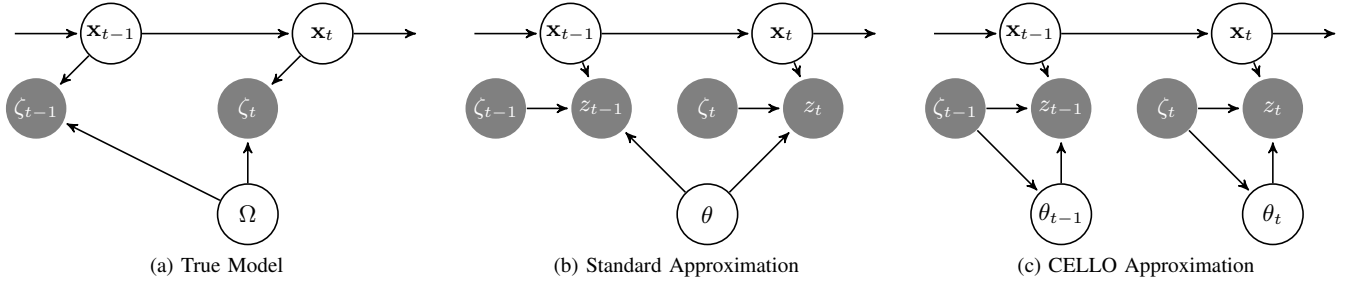 x_{t−1} x_t x_{t−1} x_t x_{t−1} x_t
ζ_{t−1} ζ_t ζ_{t−1} z_{t−1} ζ_t z_t ζ_{t−1} z_{t−1} ζ_t z_t
Ω θ θ_{t−1} θ_t
(a) True Model (b) Standard Approximation (c) CELLO Approximation